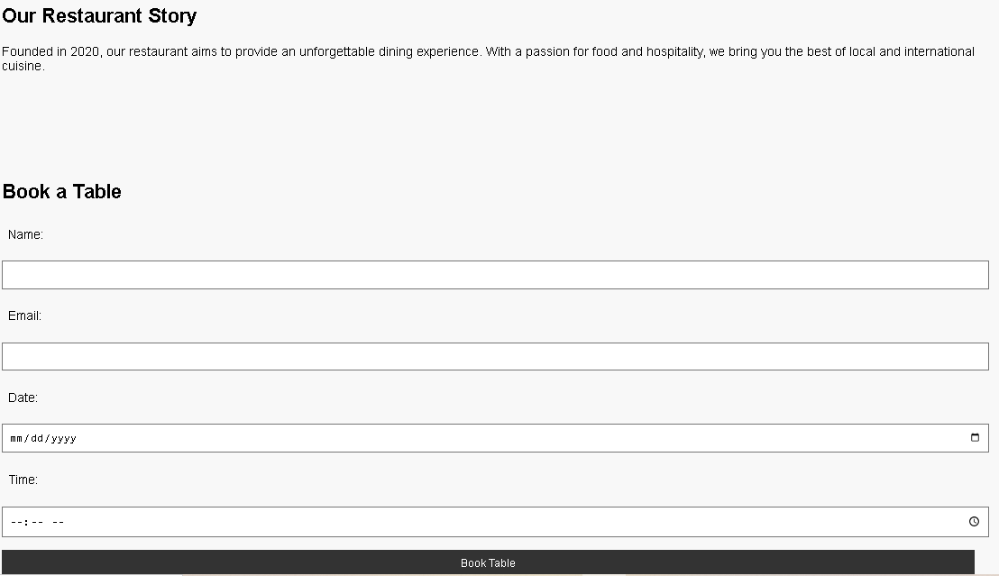 Our Restaurant Story
Founded in 2020, our restaurant aims to provide an unforgettable dining experience. With a passion for food and hospitality, we bring you the best of local and international
cuisine.
Book a Table
Name:
Email:
Date:
mm/dd/yyyy
Time:
--:-- --
Book Table